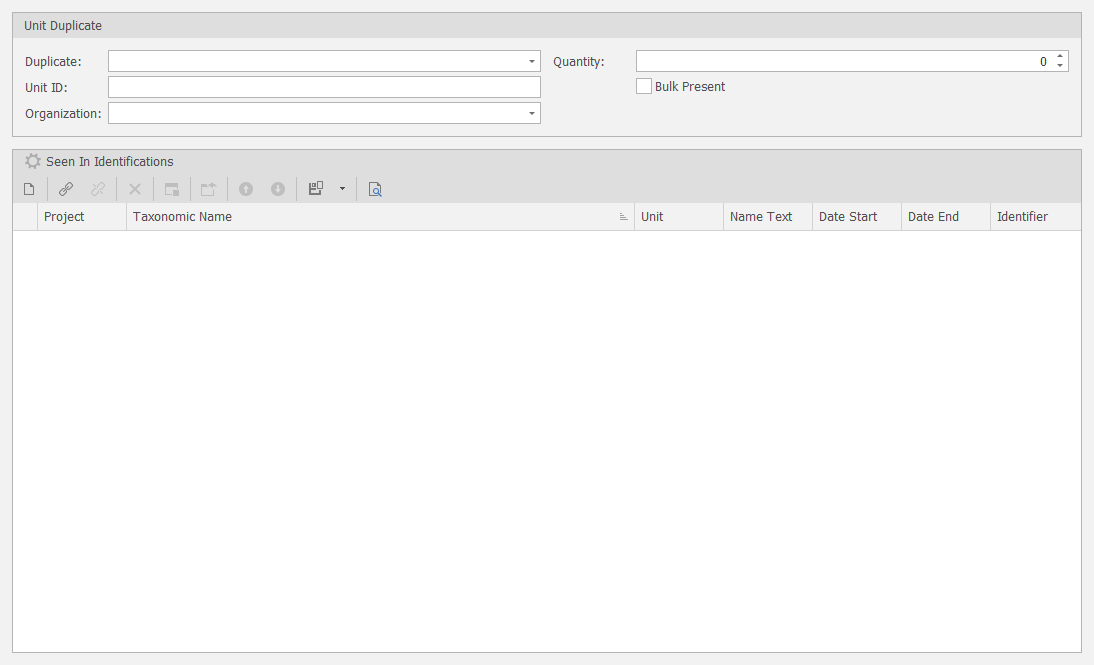 Unit Duplicate
Duplicate:
Quantity: 0
Unit ID:
Bulk Present
Organization:
Seen In Identifications
Project Taxonomic Name Unit Name Text Date Start Date End Identifier